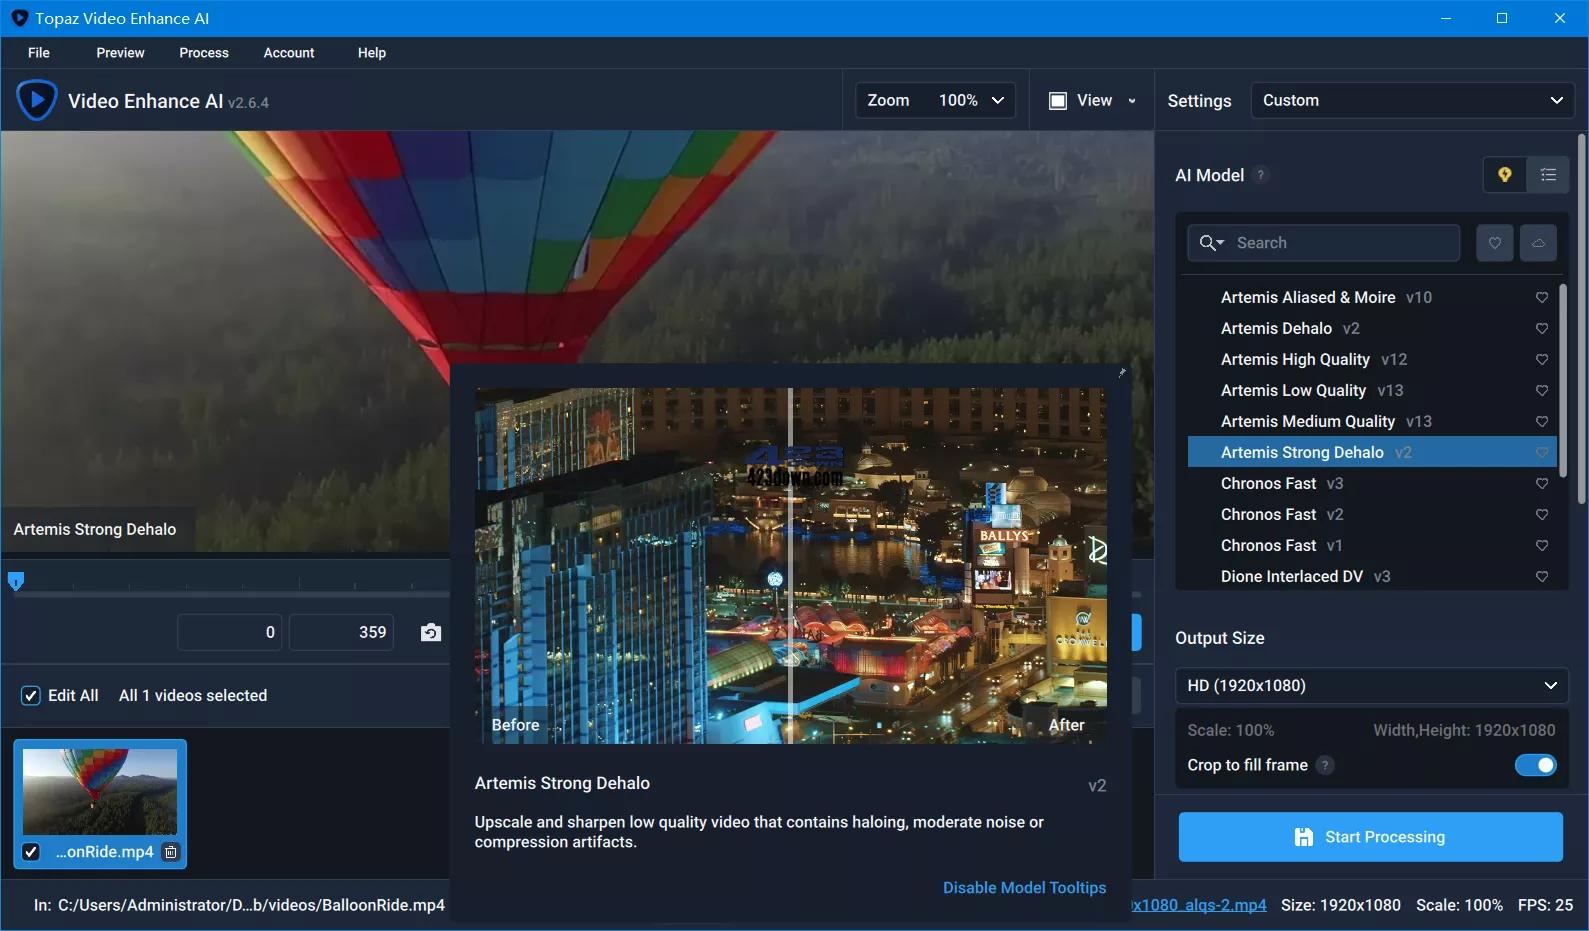 Topaz Video Enhance AI
File Preview Process Account Help
Video Enhance AI v2.6.4
Zoom 100%
View
Settings
Custom
AI Model ?
Search
Artemis Aliased & Moire v10
Artemis Dehalo v2
Artemis High Quality v12
Artemis Low Quality v13
Artemis Medium Quality v13
Artemis Strong Dehalo v2
Chronos Fast v3
Chronos Fast v2
Chronos Fast v1
Dione Interlaced DV v3
Artemis Strong Dehalo
423
DOWN
423down.com
BALLYS
CROMWELL
Before
After
0
359
Edit All
All 1 videos selected
...onRide.mp4
Artemis Strong Dehalo
v2
Upscale and sharpen low quality video that contains haloing, moderate noise or
compression artifacts.
Disable Model Tooltips
Output Size
HD (1920x1080)
Scale: 100%
Width,Height: 1920x1080
Crop to fill frame ?
Start Processing
In: C:/Users/Administrator/D...b/videos/BalloonRide.mp4
x1080_alqs-2.mp4
Size: 1920x1080
Scale: 100%
FPS: 25